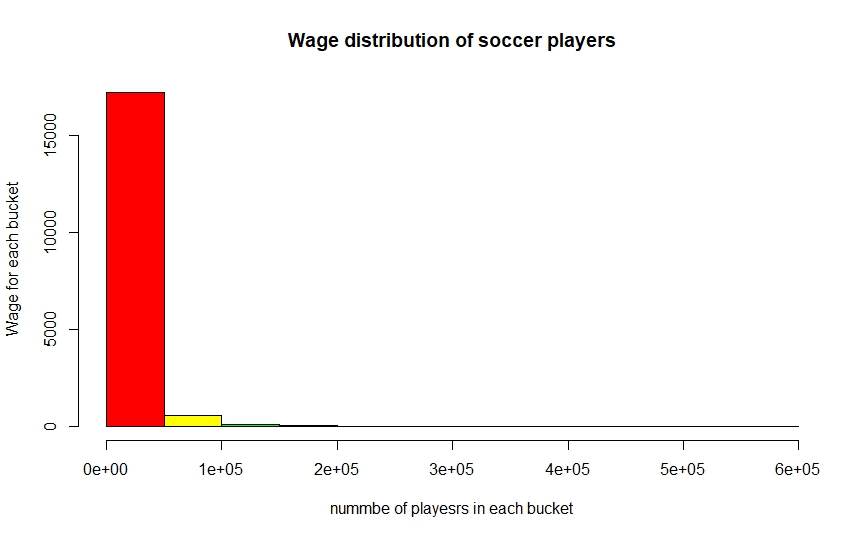 Wage distribution of soccer players
Wage for each bucket
15000
10000
5000
0
0e+00 1e+05 2e+05 3e+05 4e+05 5e+05 6e+05
nummbe of playesrs in each bucket